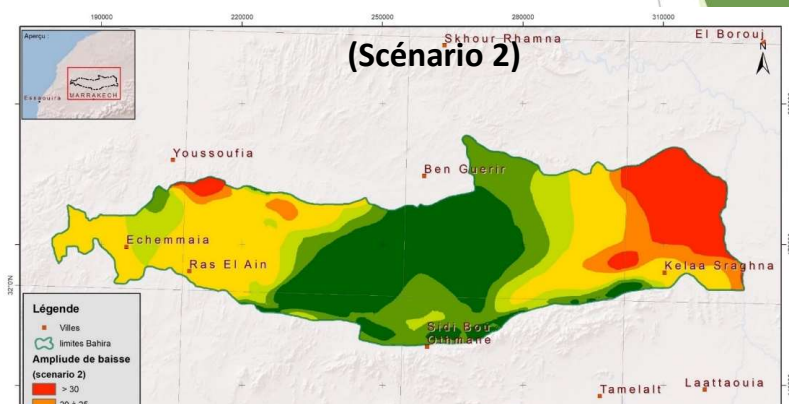 190000 220000 250000 280000 310000
(Scénario 2)
Aperçu :
Essaouira
MARRAKECH
Skhour Rhamna
El Borouj
N
Youssoufia
Ben Guerir
Echemmaia
Ras El Ain
Kelaa Sraghna
32°0'N
Sidi Bou
Othmane
Tamelalt
Laattaouia
Légende
Villes
limites Bahira
Ampliude de baisse
(scenario 2)
> 30